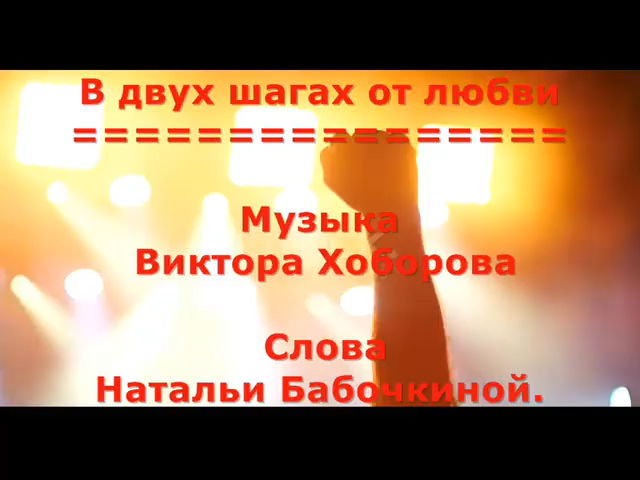 В двух шагах от любви
================
Музыка
Виктора Хоборова
Слова
Натальи Бабочкиной.